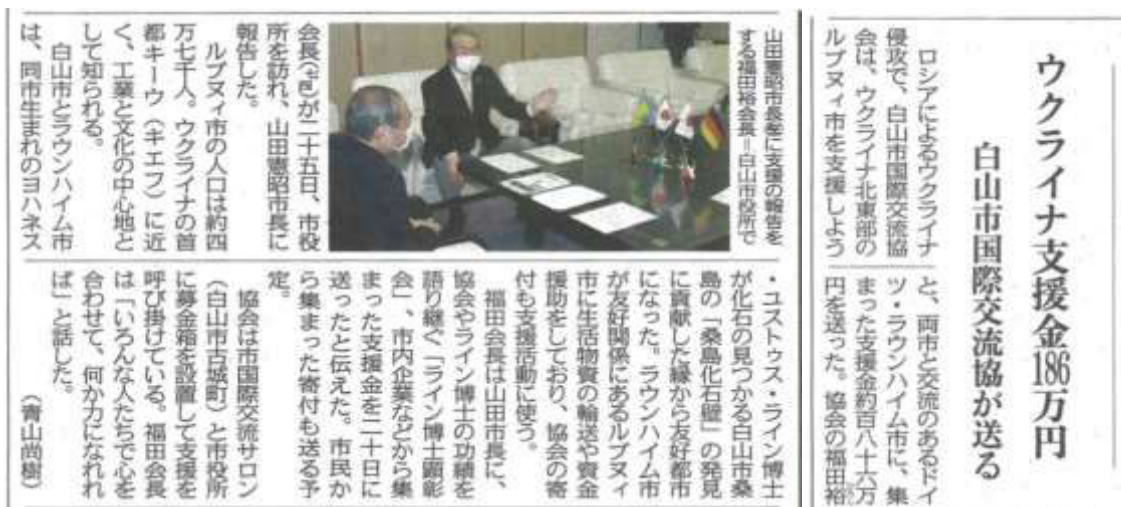 ウクライナ支援金186万円
白山市国際交流協が送る
ロシアによるウクライナ
侵攻で、白山市国際交流協
会は、ウクライナ北東部の
ルブヌィ市を支援しよう
と、両市と交流のあるドイ
ツ・ラウンハイム市に、集
まった支援金約百八十六万
円を送った。協会の福田裕
山田憲昭市長㊧に支援の報告を
する福田裕会長＝白山市役所で
会長()が二十五日、市役
所を訪れ、山田憲昭市長に
報告した。
ルブヌィ市の人口は約四
万七千人。ウクライナの首
都キーウ（キエフ）に近
く、工業と文化の中心地と
して知られる。
白山市とラウンハイム市
は、同市生まれのヨハネス
・ユストゥス・ライン博士
が化石の見つかる白山市桑
島の「桑島化石壁」の発見
に貢献した縁から友好都市
になった。ラウンハイム市
が友好関係にあるルブヌィ
市に生活物資の輸送や資金
援助をしており、協会の寄
付も支援活動に使う。
福田会長は山田市長に、
協会やライン博士の功績を
語り継ぐ「ライン博士顕彰
会」、市内企業などから集
まった支援金を二十日に
送ったと伝えた。市民か
ら集まった寄付も送る予
定。
協会は市国際交流サロン
（白山市古城町）と市役所
に募金箱を設置して支援を
呼び掛けている。福田会長
は「いろんな人たちで心を
合わせて、何か力になれれ
ば」と話した。
（青山尚樹）